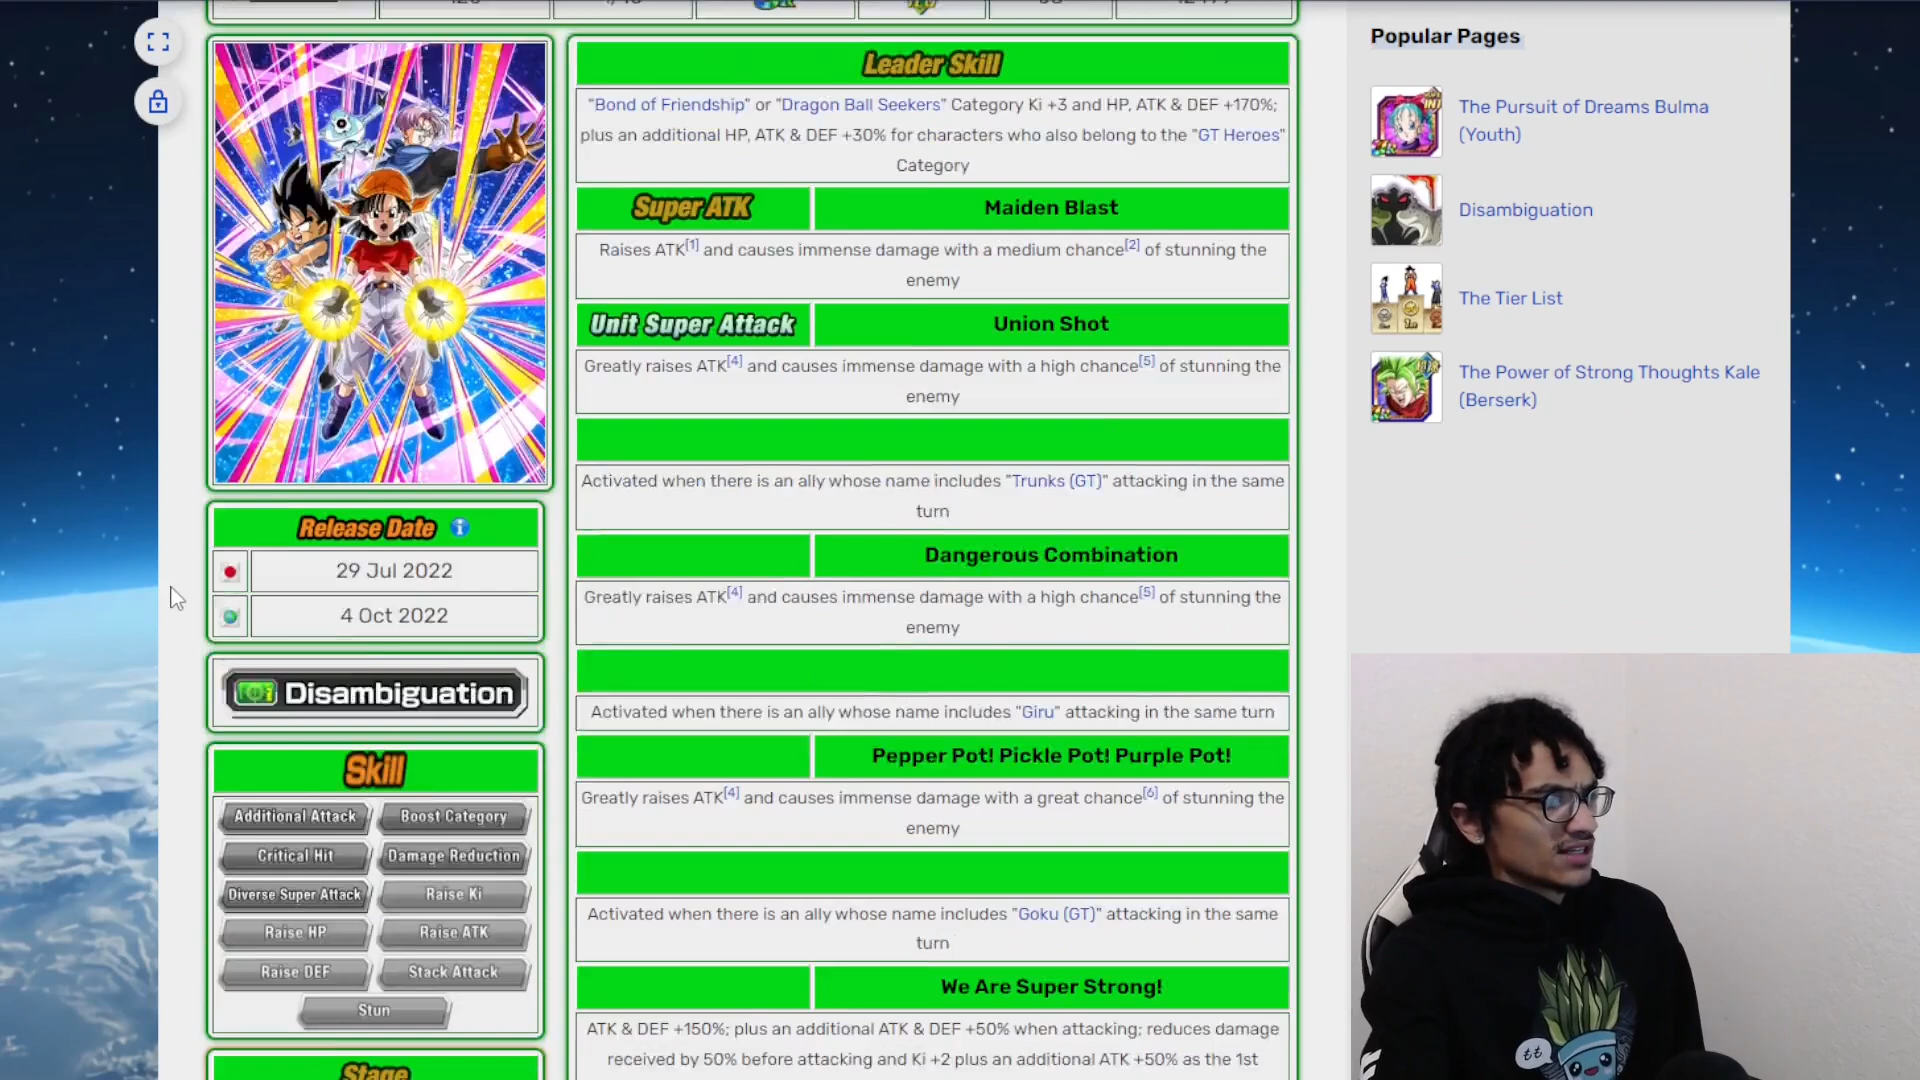 Popular Pages
Leader Skill
"Bond of Friendship" or "Dragon Ball Seekers" Category Ki +3 and HP, ATK & DEF +170%;
plus an additional HP, ATK & DEF +30% for characters who also belong to the "GT Heroes"
Category
Super ATK
Maiden Blast
Raises ATK[1] and causes immense damage with a medium chance[2] of stunning the
enemy
Unit Super Attack
Union Shot
Greatly raises ATK[4] and causes immense damage with a high chance[5] of stunning the
enemy
Activated when there is an ally whose name includes "Trunks (GT)" attacking in the same
turn
Dangerous Combination
Greatly raises ATK[4] and causes immense damage with a high chance[5] of stunning the
enemy
Activated when there is an ally whose name includes "Giru" attacking in the same turn
Pepper Pot! Pickle Pot! Purple Pot!
Greatly raises ATK[4] and causes immense damage with a great chance[6] of stunning the
enemy
Activated when there is an ally whose name includes "Goku (GT)" attacking in the same
turn
We Are Super Strong!
ATK & DEF +150%; plus an additional ATK & DEF +50% when attacking; reduces damage
received by 50% before attacking and Ki +2 plus an additional ATK +50% as the 1st
Release Date
29 Jul 2022
4 Oct 2022
Disambiguation
Skill
Additional Attack
Boost Category
Critical Hit
Damage Reduction
Diverse Super Attack
Raise Ki
Raise HP
Raise ATK
Raise DEF
Stack Attack
Stun
Stage
The Pursuit of Dreams Bulma
(Youth)
Disambiguation
The Tier List
The Power of Strong Thoughts Kale
(Berserk)